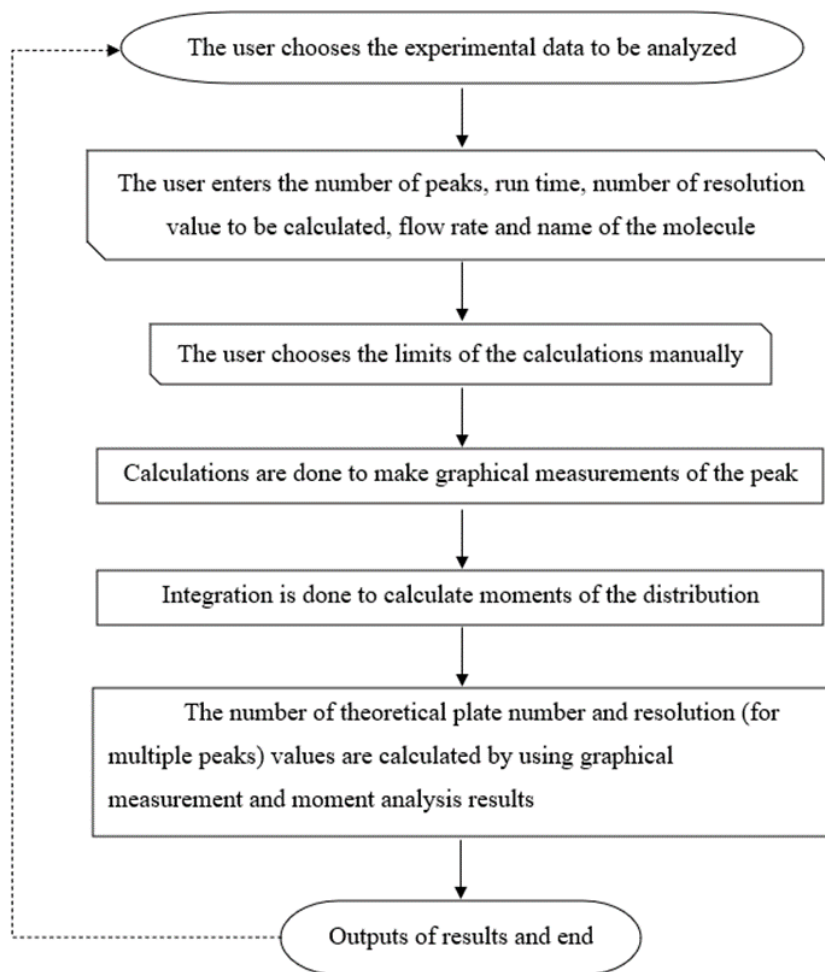 The user chooses the experimental data to be analyzed
The user enters the number of peaks, run time, number of resolution
value to be calculated, flow rate and name of the molecule
The user chooses the limits of the calculations manually
Calculations are done to make graphical measurements of the peak
Integration is done to calculate moments of the distribution
The number of theoretical plate number and resolution (for
multiple peaks) values are calculated by using graphical
measurement and moment analysis results
Outputs of results and end